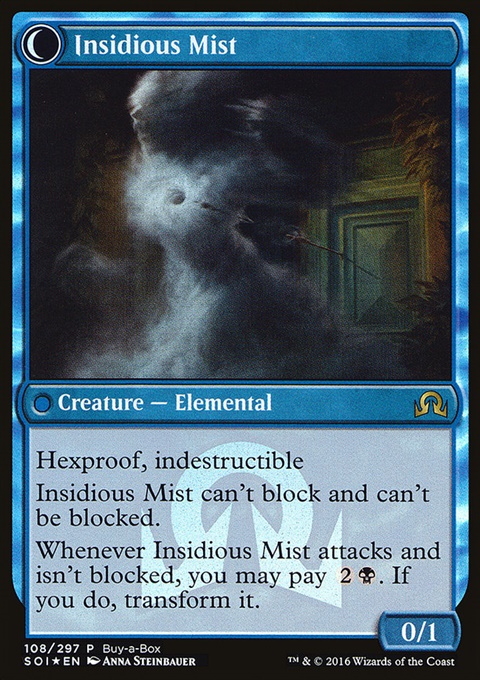 Insidious Mist
Creature — Elemental
Hexproof, indestructible
Insidious Mist can't block and can't
be blocked.
Whenever Insidious Mist attacks and
isn't blocked, you may pay 2. If
you do, transform it.
0/1
108/297 P Buy-a-Box
SOI★EN Anna Steinbauer
™ & © 2016 Wizards of the Coast